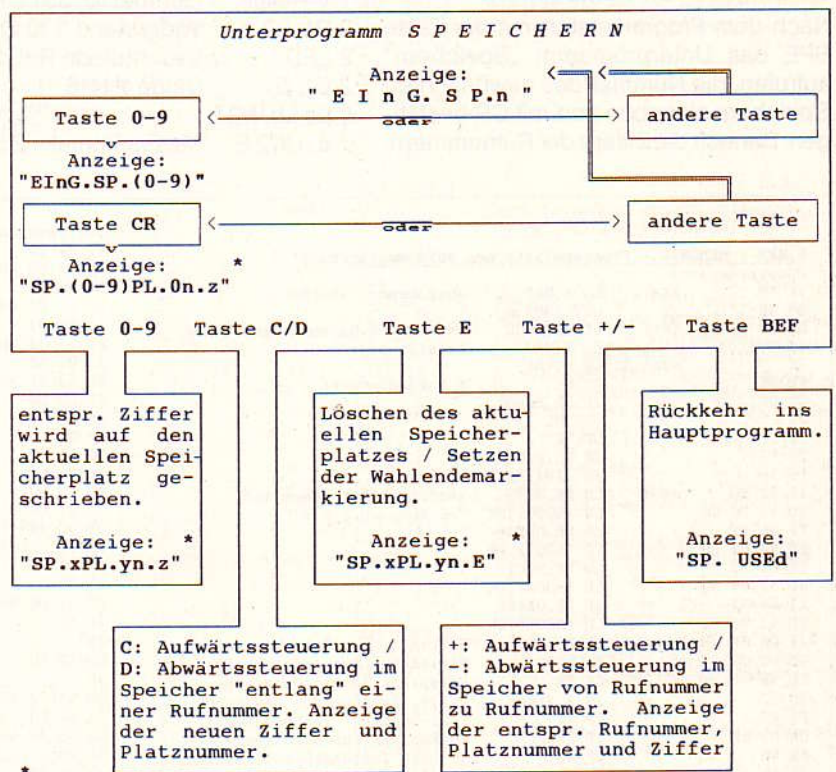 Unterprogramm S P E I C H E R N
Anzeige:
" E I n G. S P .n "
Taste 0-9
oder
andere Taste
Anzeige:
"EInG.SP.(0-9)"
Taste CR
oder
andere Taste
Anzeige: *
"SP.(0-9)PL.0n.z"
Taste 0-9 Taste C/D Taste E Taste +/- Taste BEF
entspr. Ziffer
wird auf den
aktuellen Spei-
cherplatz ge-
schrieben.
Anzeige: *
"SP.xPL.yn.z"
Löschen des aktu-
ellen Speicher-
platzes / Setzen
der Wahlendemar-
kierung.
Anzeige: *
"SP.xPL.yn.E"
Rückkehr ins
Hauptprogramm.
Anzeige:
"SP. USEd"
C: Aufwärtssteuerung /
D: Abwärtssteuerung im
Speicher "entlang" ei-
ner Rufnummer. Anzeige
der neuen Ziffer und
Platznummer.
+: Aufwärtssteuerung /
-: Abwärtssteuerung im
Speicher von Rufnummer
zu Rufnummer. Anzeige
der entspr. Rufnummer,
Platznummer und Ziffer
*